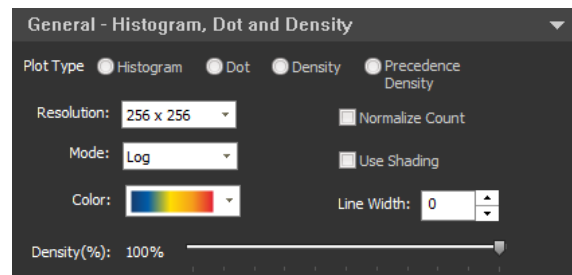 General - Histogram, Dot and Density
Plot Type Histogram Dot Density Precedence
Density
Resolution: 256 x 256 Normalize Count
Mode: Log Use Shading
Color: Line Width: 0
Density(%): 100%